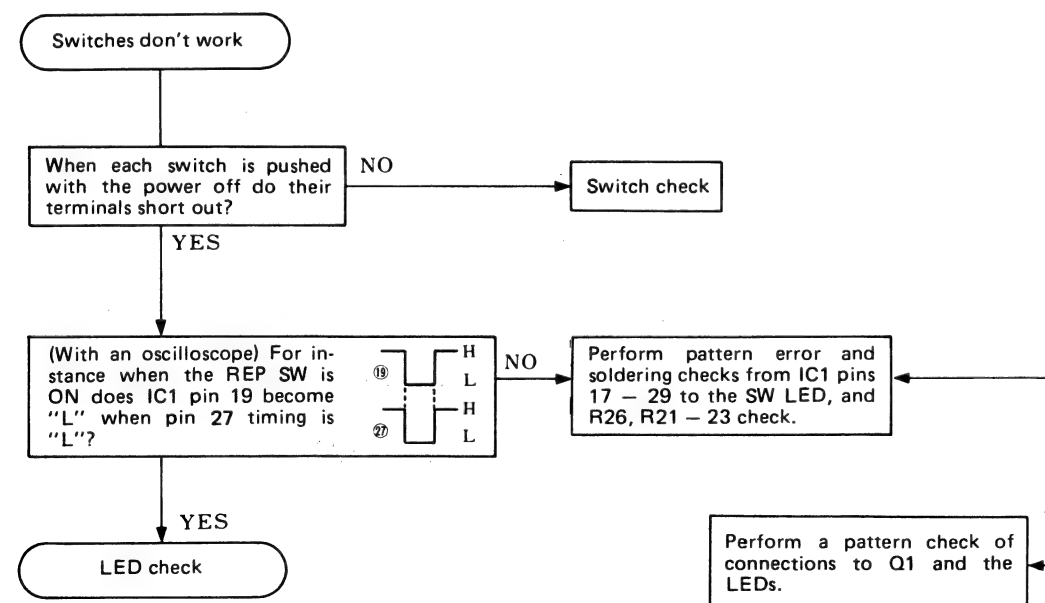 Switches don't work
When each switch is pushed
with the power off do their
terminals short out?
NO
Switch check
YES
(With an oscilloscope) For in-
stance when the REP SW is
ON does IC1 pin 19 become
"L" when pin 27 timing is
"L"?
⑲
H
L
㉗
H
L
NO
Perform pattern error and
soldering checks from IC1 pins
17 – 29 to the SW LED, and
R26, R21 – 23 check.
YES
LED check
Perform a pattern check of
connections to Q1 and the
LEDs.